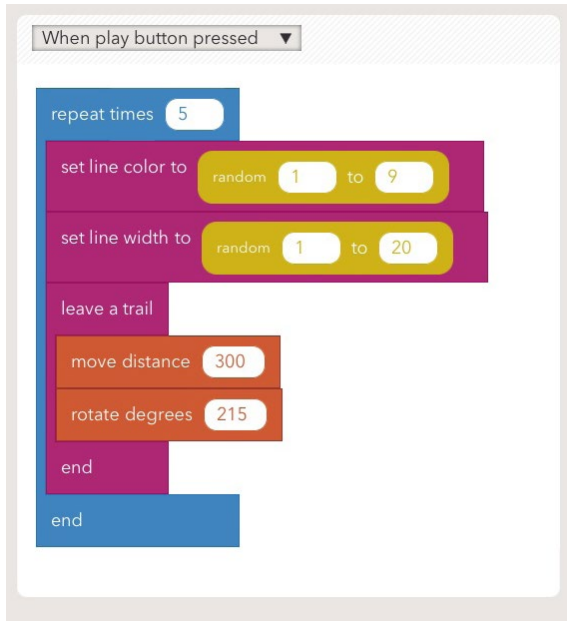 When play button pressed ▼
repeat times 5
set line color to random 1 to 9
set line width to random 1 to 20
leave a trail
move distance 300
rotate degrees 215
end
end